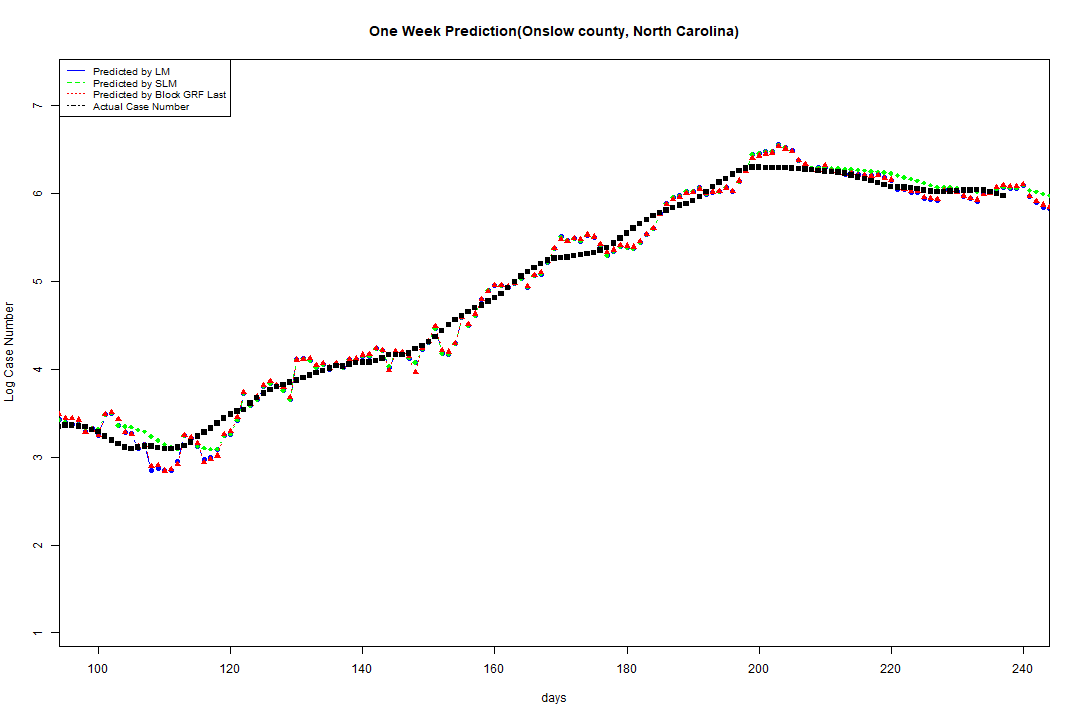 One Week Prediction(Onslow county, North Carolina)
Predicted by LM
Predicted by SLM
Predicted by Block GRF Last
Actual Case Number
7
6
5
4
3
2
1
Log Case Number
100 120 140 160 180 200 220 240
days